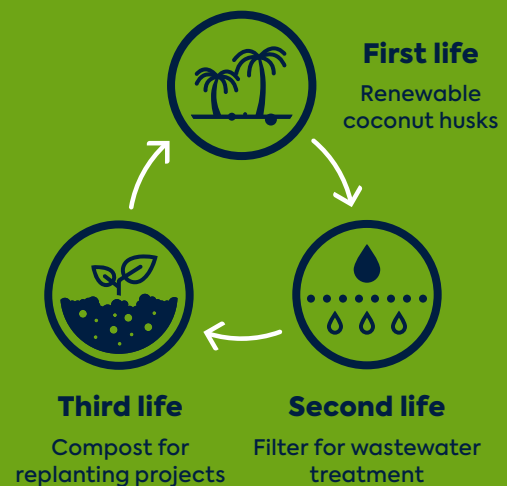 First life
Renewable
coconut husks
Third life
Compost for
replanting projects
Second life
Filter for wastewater
treatment